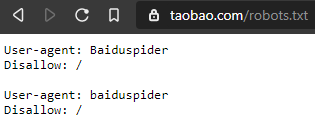 taobao.com/robots.txt
User-agent: Baiduspider
Disallow: /
User-agent: baiduspider
Disallow: /